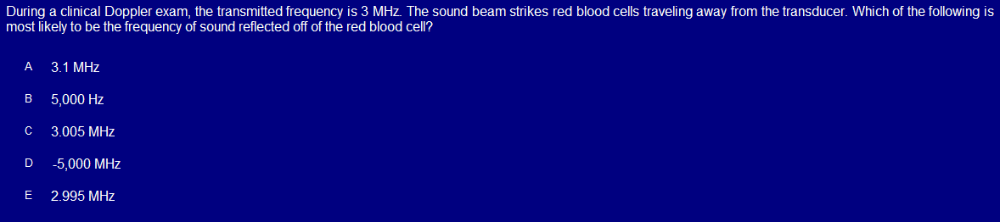 During a clinical Doppler exam, the transmitted frequency is 3 MHz. The sound beam strikes red blood cells traveling away from the transducer. Which of the following is
most likely to be the frequency of sound reflected off of the red blood cell?
A 3.1 MHz
B 5,000 Hz
C 3.005 MHz
D -5,000 MHz
E 2.995 MHz